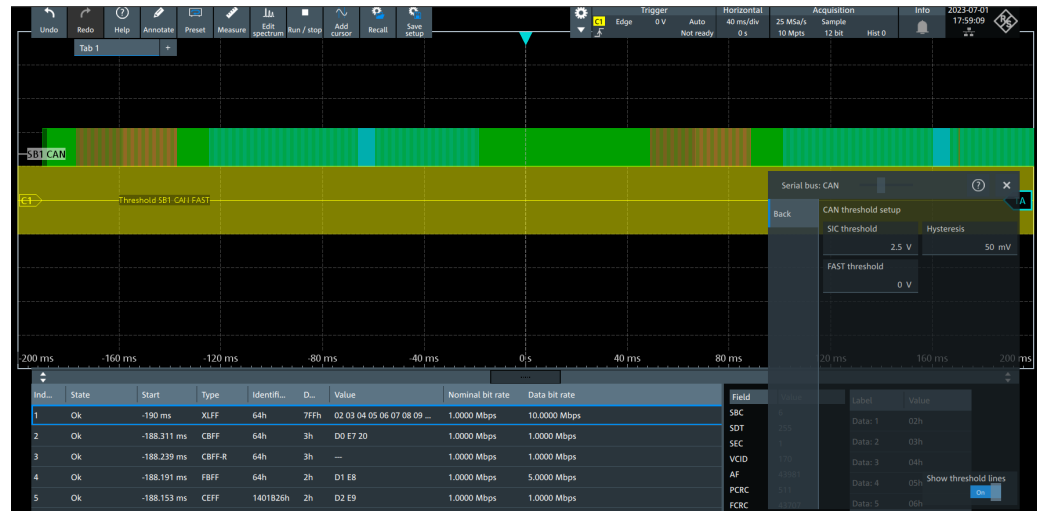 Undo Redo Help Annotate Preset Measure Edit spectrum Run / stop Add cursor Recall Save setup
Trigger Horizontal Acquisition Info 2023-07-01
C1 Edge 0 V Auto 40 ms/div 25 MSa/s Sample 17:59:09
Not ready 0 s 10 Mpts 12 bit Hist 0
Tab 1 +
SB1 CAN
C1 Threshold SB1 CAN FAST
TA
Serial bus: CAN
Back
CAN threshold setup
SIC threshold Hysteresis
2.5 V 50 mV
FAST threshold
0 V
-200 ms -160 ms -120 ms -80 ms -40 ms 0 s 40 ms 80 ms 120 ms 160 ms 200 ms
Ind... State Start Type Identifi... D... Value Nominal bit rate Data bit rate
1 Ok -190 ms XLFF 64h 7FFh 02 03 04 05 06 07 08 09 ... 1.0000 Mbps 10.0000 Mbps
2 Ok -188.311 ms CBFF 64h 3h D0 E7 20 1.0000 Mbps 1.0000 Mbps
3 Ok -188.239 ms CBFF-R 64h 3h --- 1.0000 Mbps 1.0000 Mbps
4 Ok -188.191 ms FBFF 64h 2h D1 E8 1.0000 Mbps 5.0000 Mbps
5 Ok -188.153 ms CEFF 1401B26h 2h D2 E9 1.0000 Mbps 1.0000 Mbps
Field Value
SBC
SDT 255
SEC
VCID
AF
PCRC
FCRC
Label Value
Data: 1 02h
Data: 2 03h
Data: 3 04h
Data: 4 05h
Data: 5 06h
Show threshold lines
On